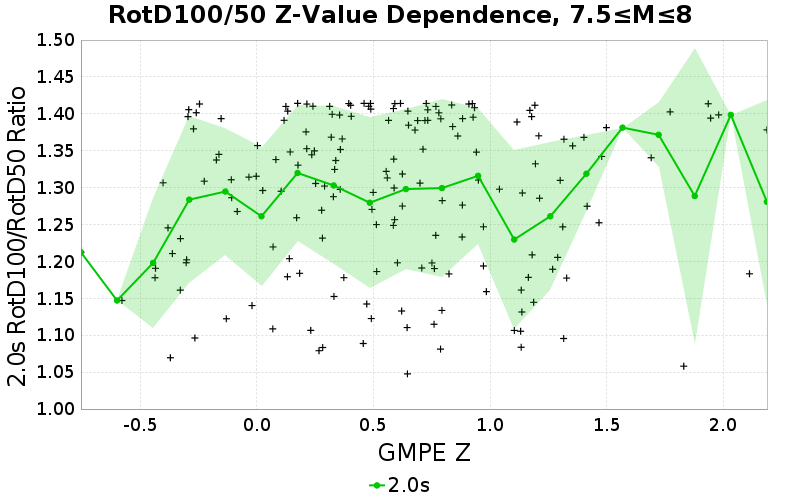 RotD100/50 Z-Value Dependence, 7.5≤M≤8
2.0s RotD100/RotD50 Ratio
1.50
1.45
1.40
1.35
1.30
1.25
1.20
1.15
1.10
1.05
1.00
-0.5 0.0 0.5 1.0 1.5 2.0
GMPE Z
2.0s